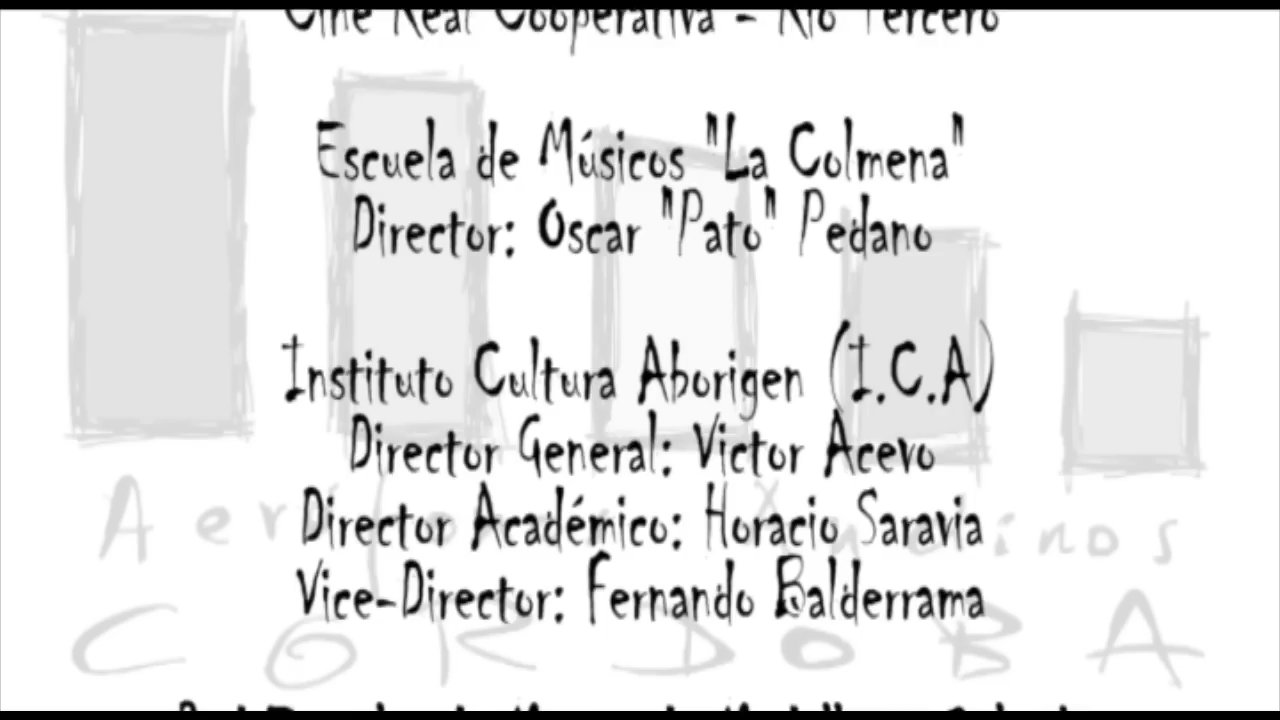 Cine Real Cooperativa - Río Tercero
Escuela de Músicos "La Colmena"
Director: Oscar "Pato" Pedano
Instituto Cultura Aborigen (I.C.A)
Director General: Victor Acevo
Director Académico: Horacio Saravia
Vice-Director: Fernando Balderrama
CORDOBA